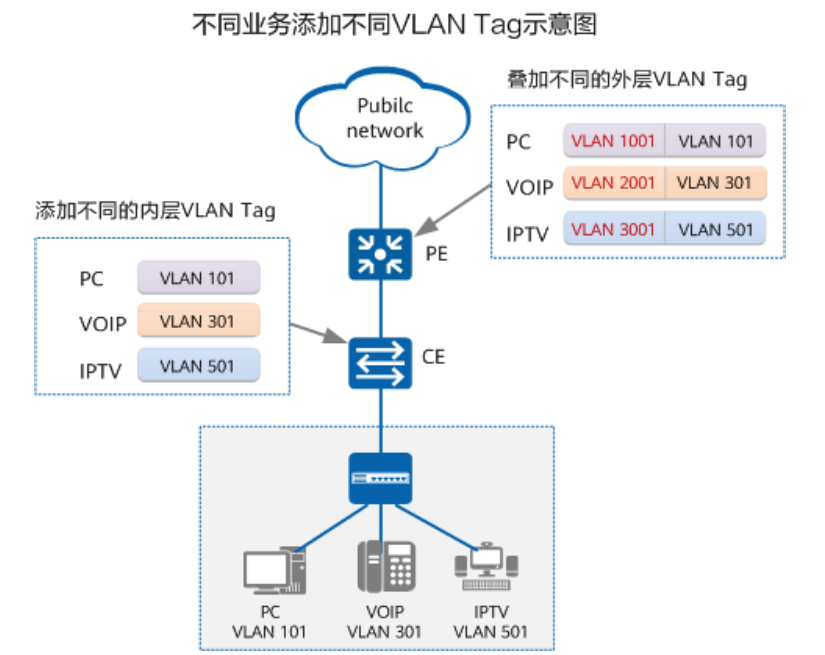 不同业务添加不同VLAN Tag示意图
叠加不同的外层VLAN Tag
Pubilc
network
PC VLAN 1001 VLAN 101
VOIP VLAN 2001 VLAN 301
IPTV VLAN 3001 VLAN 501
添加不同的内层VLAN Tag
PE
PC VLAN 101
VOIP VLAN 301
IPTV VLAN 501
CE
PC VOIP IPTV
VLAN 101 VLAN 301 VLAN 501